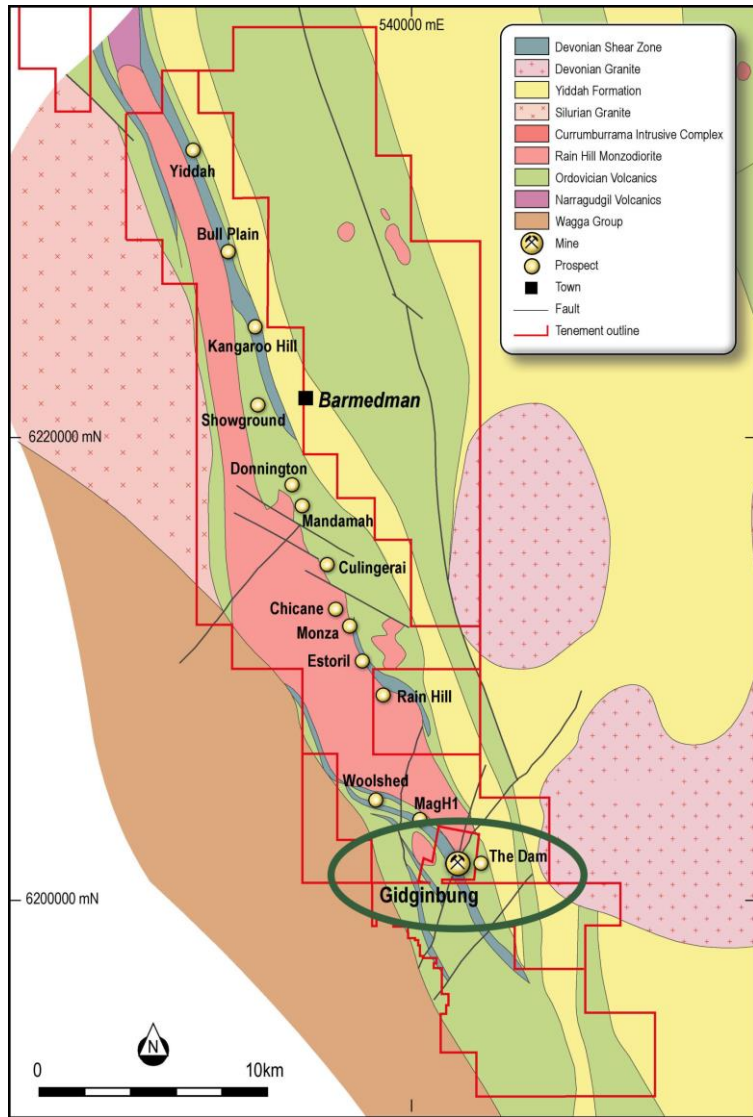 540000 mE
Devonian Shear Zone
Devonian Granite
Yiddah Formation
Silurian Granite
Currumburrama Intrusive Complex
Rain Hill Monzodiorite
Ordovician Volcanics
Narragudgil Volcanics
Wagga Group
Mine
Prospect
Town
Fault
Tenement outline
Yiddah
Bull Plain
Kangaroo Hill
Barmedman
Showground
6220000 mN
Donnington
Mandamah
Culingerai
Chicane
Monza
Estoril
Rain Hill
Woolshed
MagH1
The Dam
Gidginbung
6200000 mN
N
0 10km